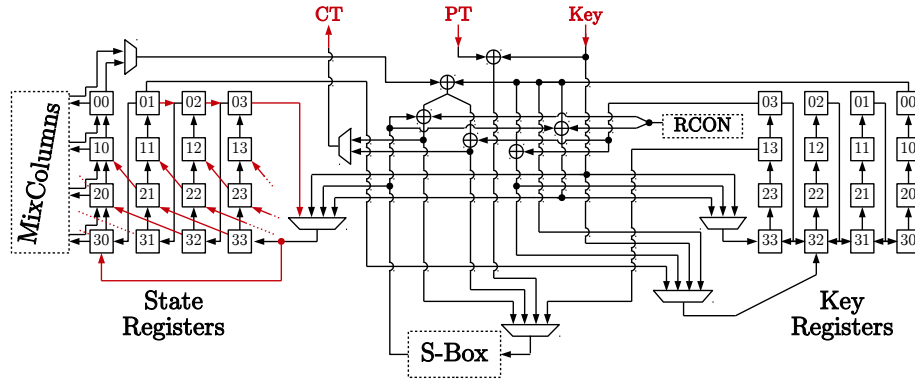 CT PT Key
MixColumns
00 01 02 03
10 11 12 13
20 21 22 23
30 31 32 33
RCON
03 02 01 00
13 12 11 10
23 22 21 20
33 32 31 30
State
Registers
S-Box
Key
Registers